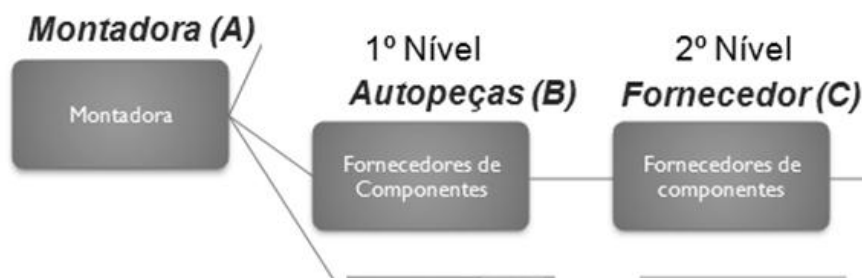 Montadora (A)
1º Nível
2º Nível
Autopeças (B)
Fornecedor (C)
Montadora
Fornecedores de
Componentes
Fornecedores de
componentes